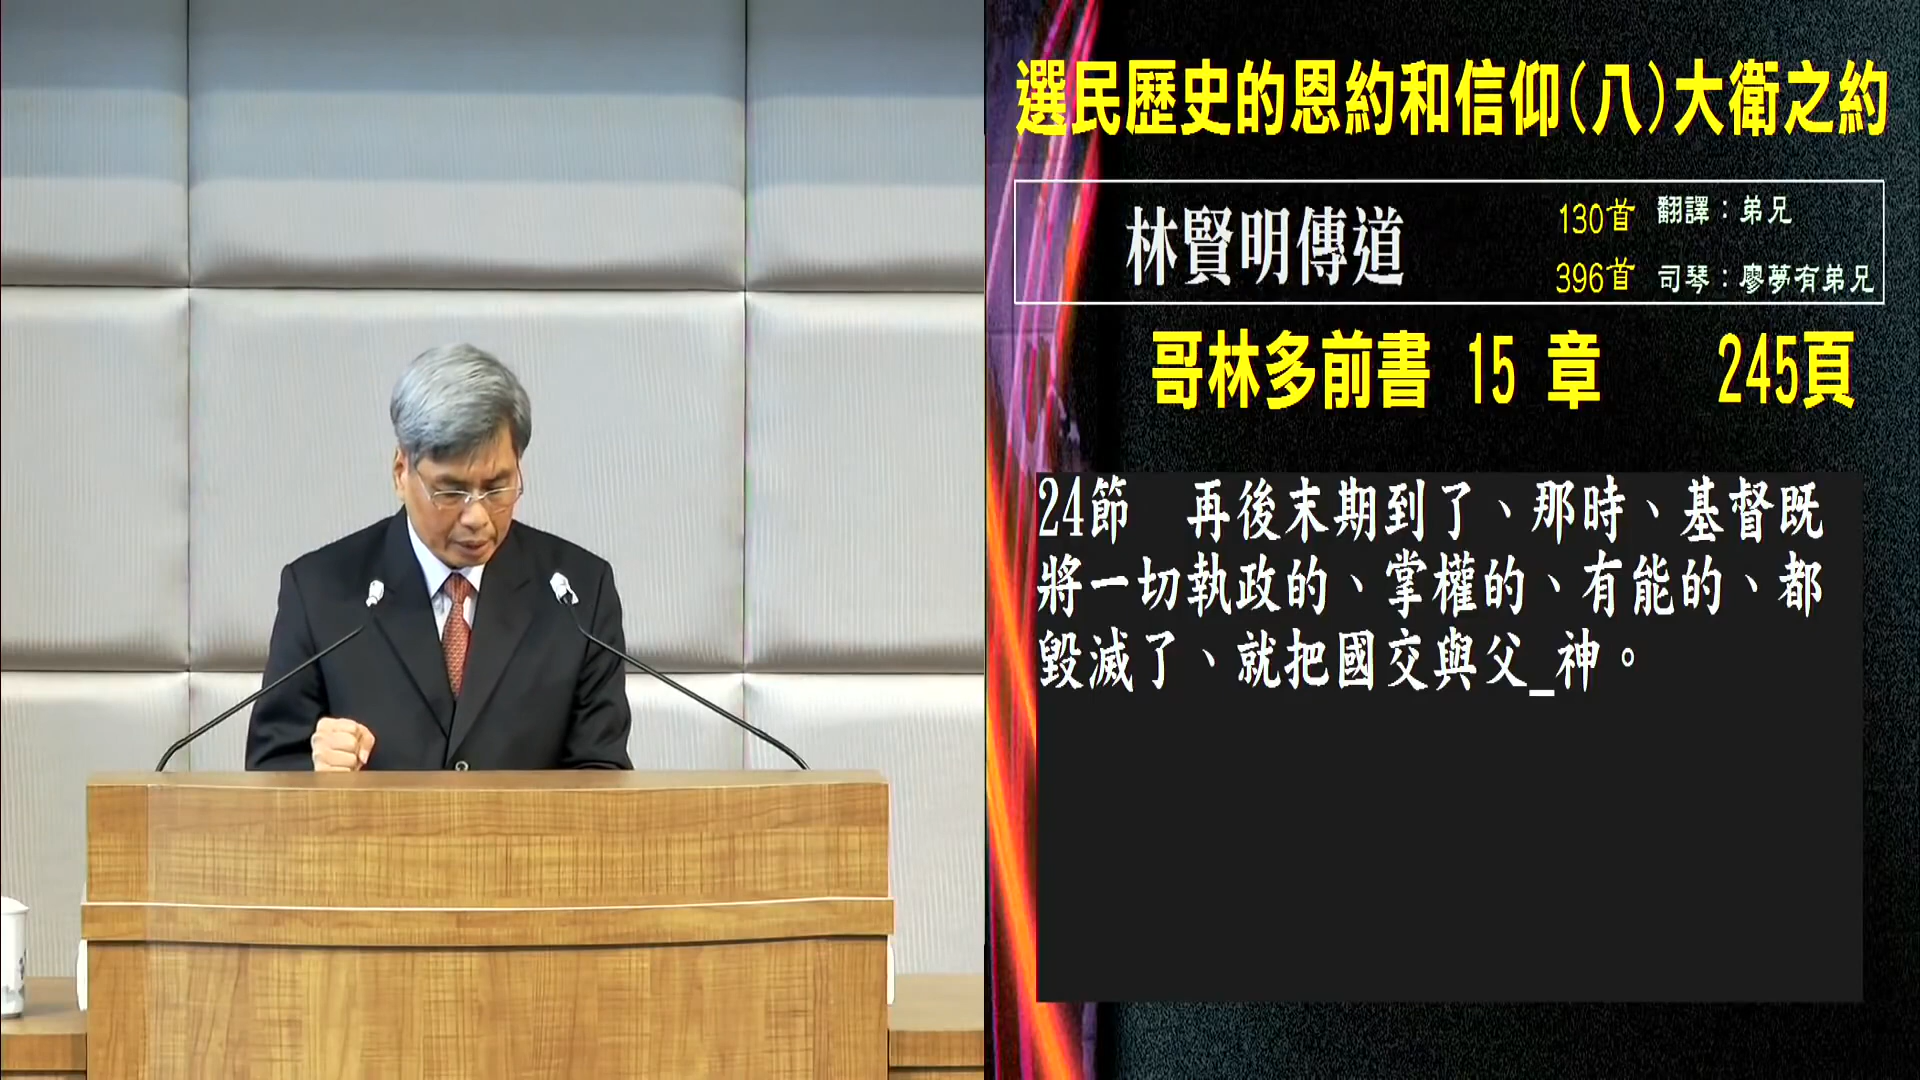 選民歷史的恩約和信仰(八)大衛之約
林賢明傳道
130首 翻譯：弟兄
396首 司琴：廖夢有弟兄
哥林多前書 15 章 245頁
24節 再後末期到了、那時、基督既
將一切執政的、掌權的、有能的、都
毀滅了、就把國交與父_神。